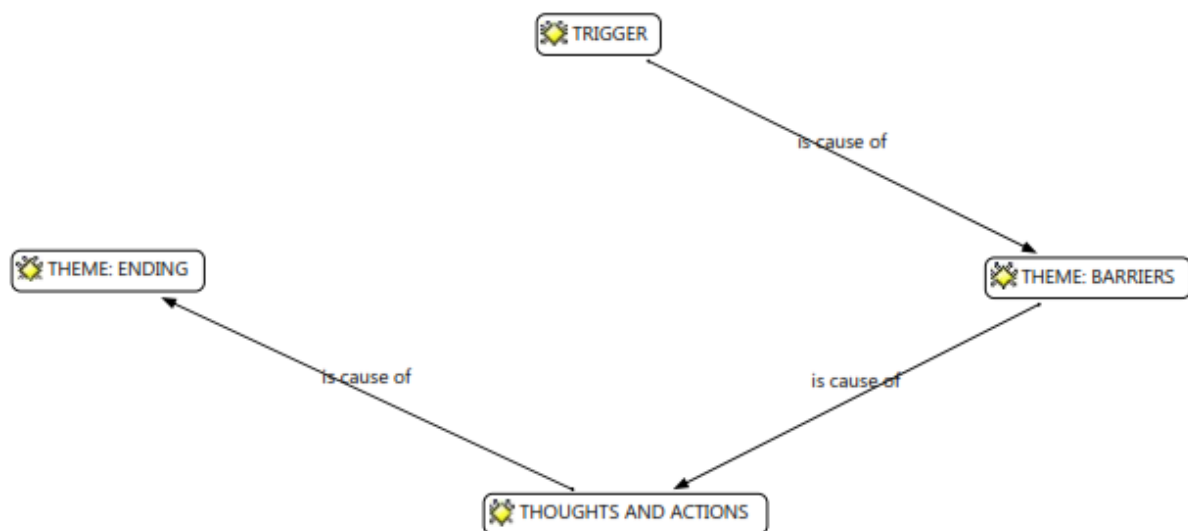 TRIGGER
is cause of
THEME: ENDING
THEME: BARRIERS
is cause of
is cause of
THOUGHTS AND ACTIONS